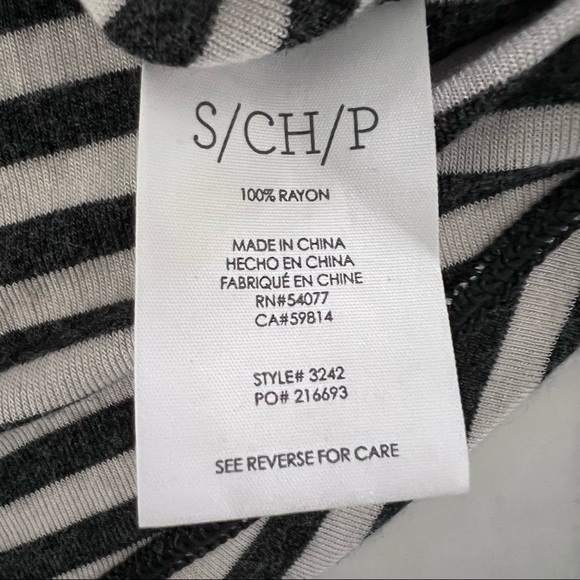 S/CH/P
100% RAYON
MADE IN CHINA
HECHO EN CHINA
FABRIQUÉ EN CHINE
RN#54077
CA#59814
STYLE# 3242
PO# 216693
SEE REVERSE FOR CARE